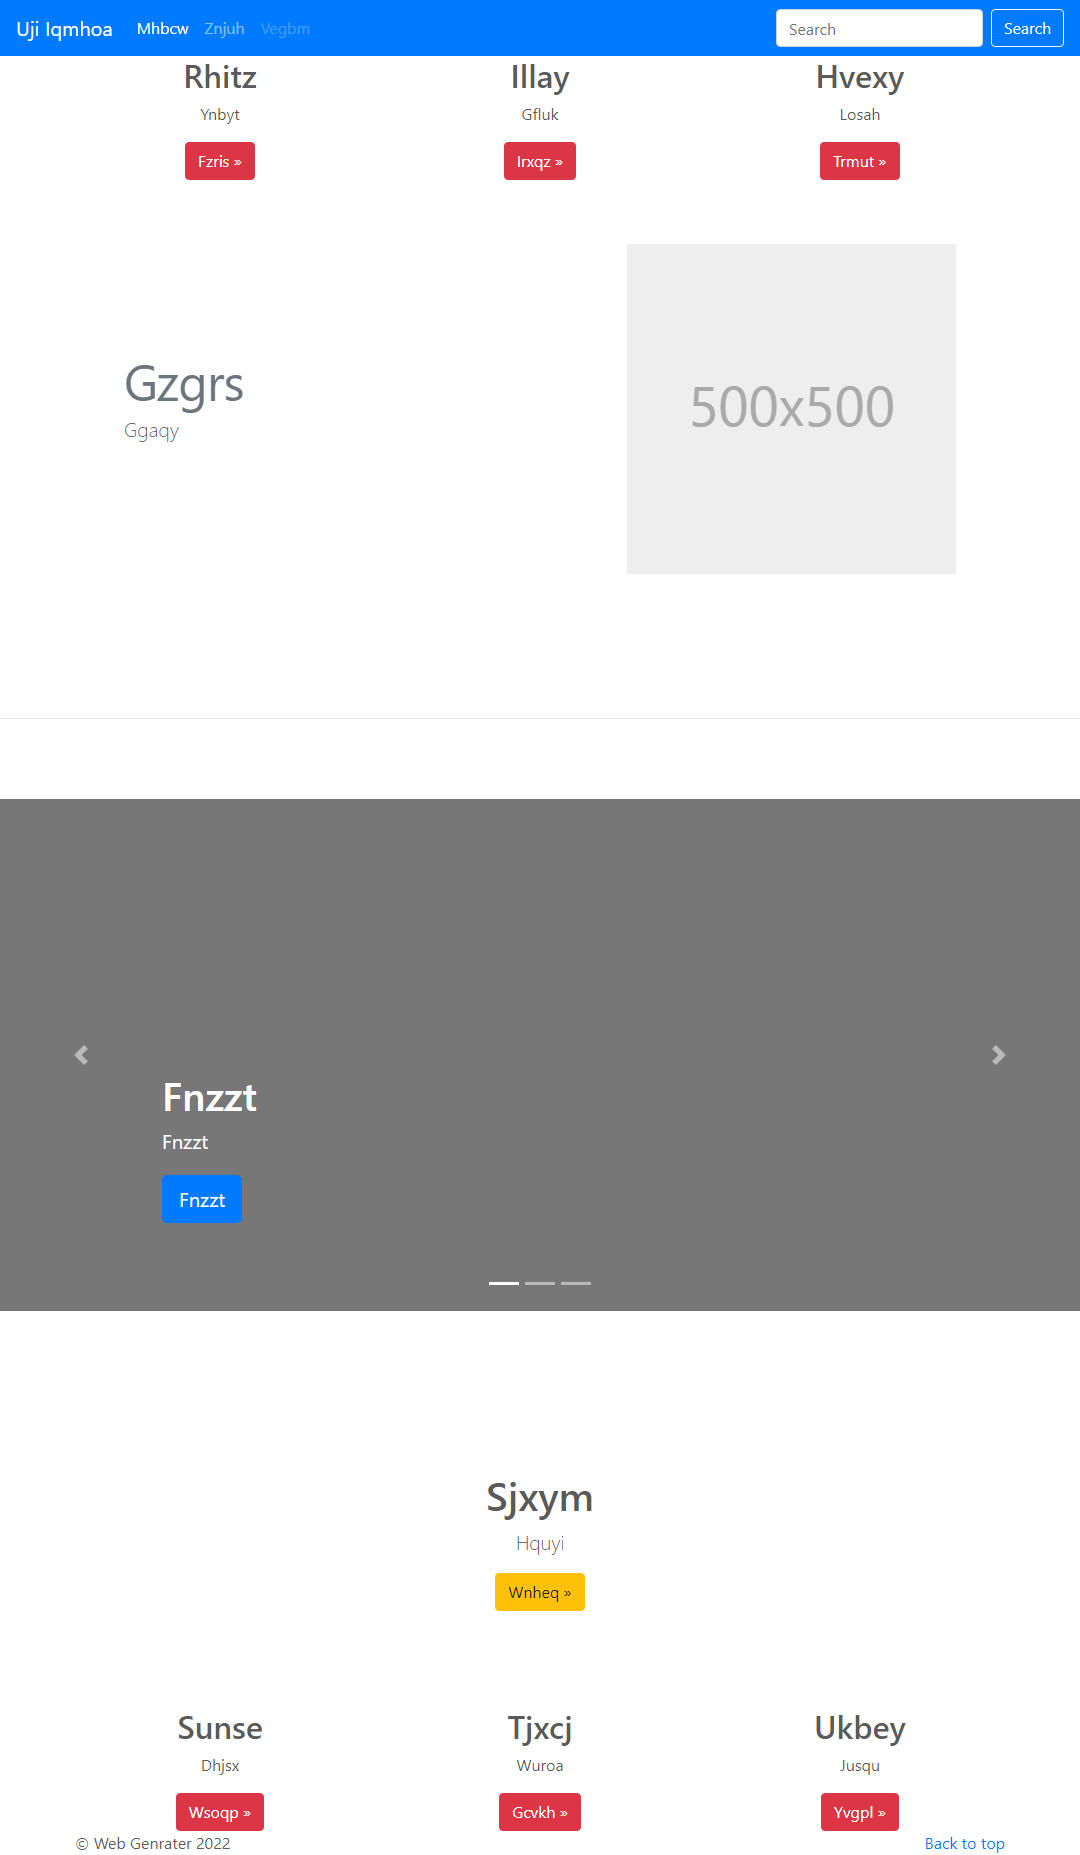 Uji Iqmhoa Mhbcw Znjuh Vegbm Search Search
Rhitz Illay Hvexy
Ynbyt Gfluk Losah
Fzris » Irxqz » Trmut »
500x500
Gzgrs
Ggaqy
Fnzzt
Fnzzt
Fnzzt
Sjxym
Hquyi
Wnheq »
Sunse Tjxcj Ukbey
Dhjsx Wuroa Jusqu
Wsoqp » Gcvkh » Yvgpl »
© Web Genrater 2022 Back to top